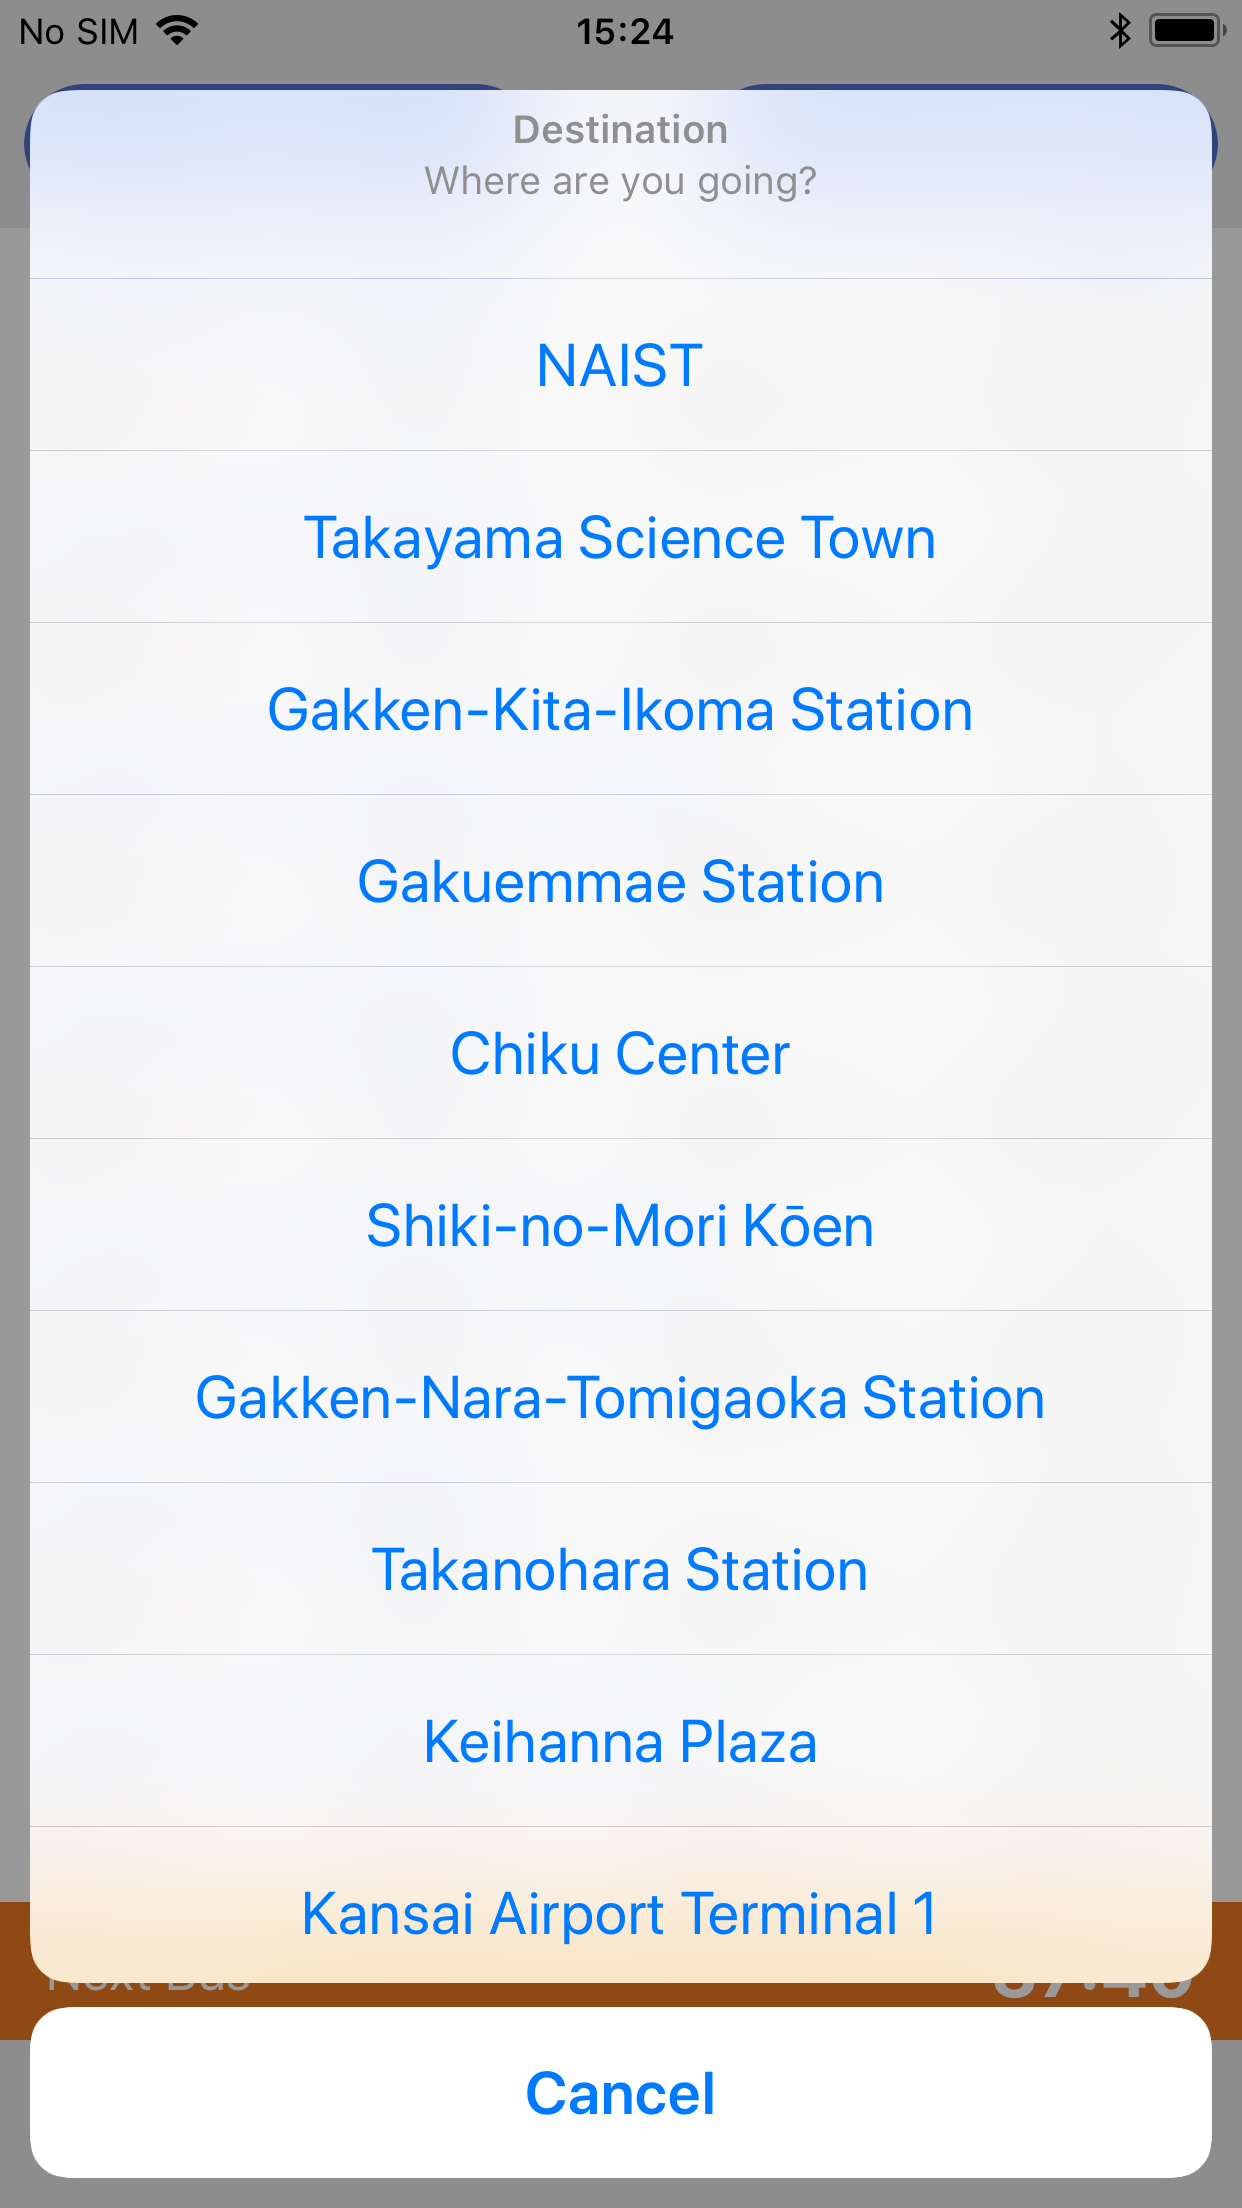 No SIM 15:24
Destination
Where are you going?
NAIST
Takayama Science Town
Gakken-Kita-Ikoma Station
Gakuemmae Station
Chiku Center
Shiki-no-Mori Kōen
Gakken-Nara-Tomigaoka Station
Takanohara Station
Keihanna Plaza
Kansai Airport Terminal 1
Next Bus
Cancel